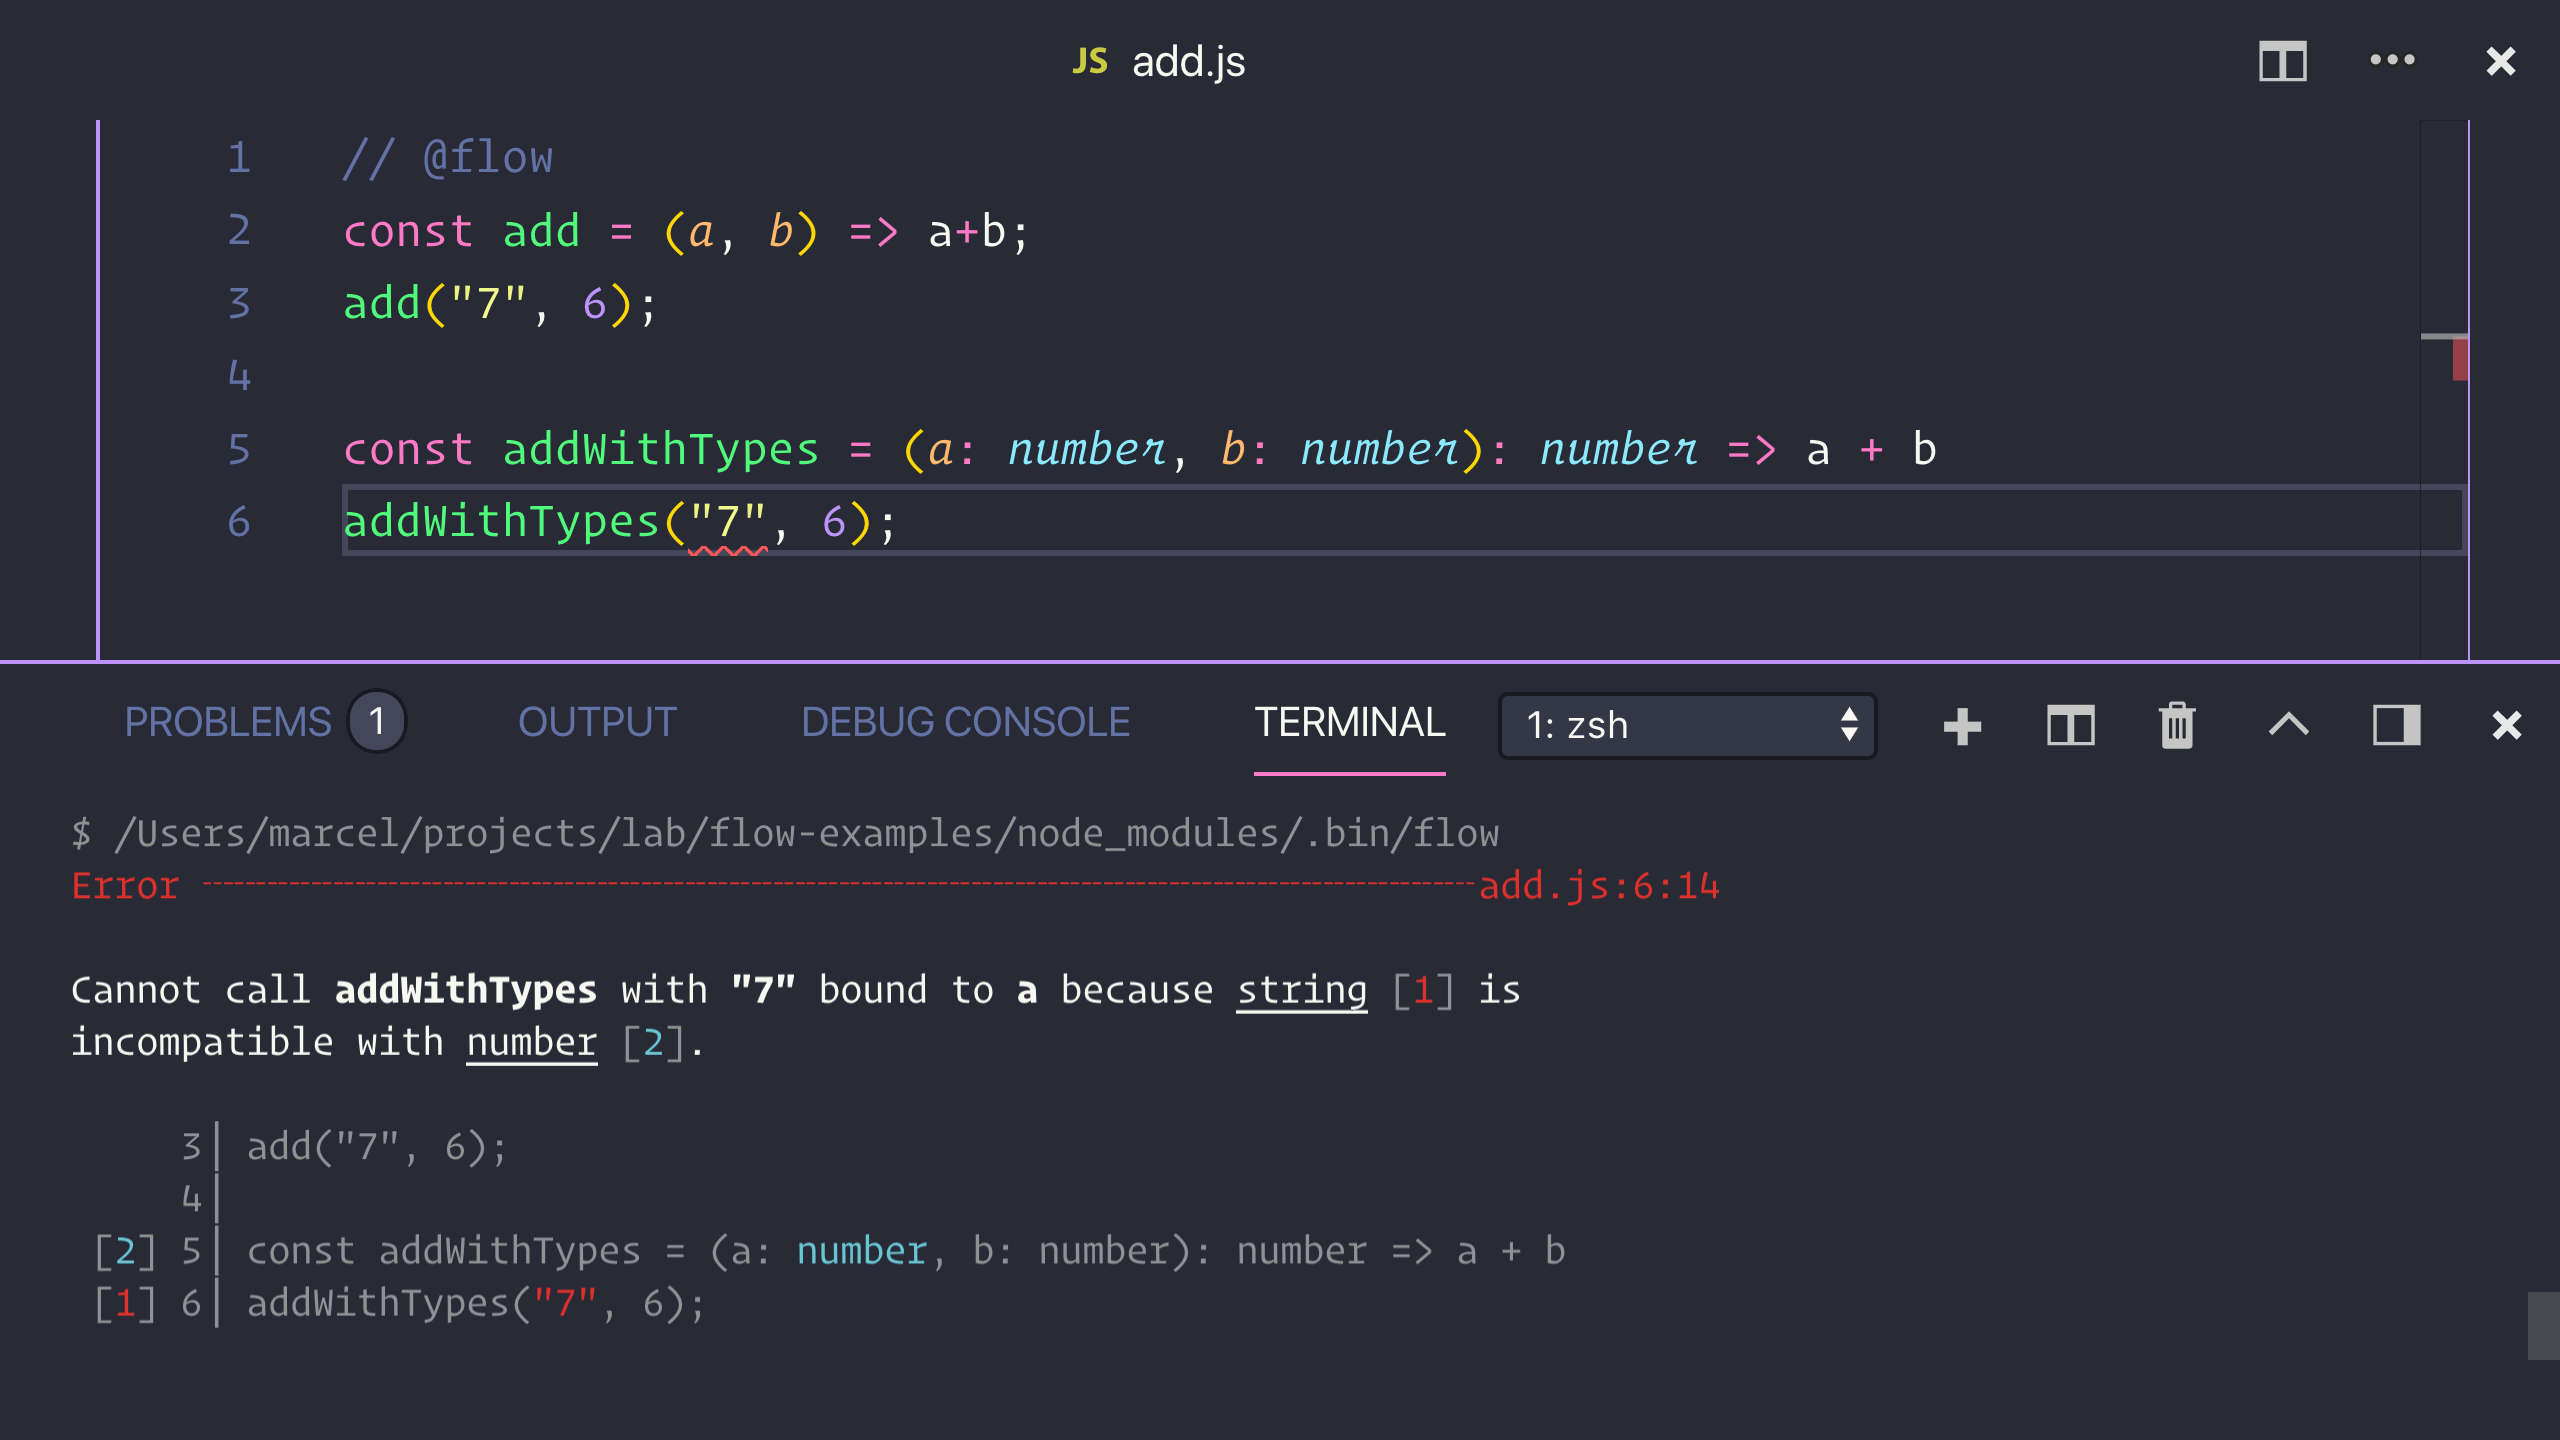 JS add.js
1 // @flow
2 const add = (a, b) => a+b;
3 add("7", 6);
4
5 const addWithTypes = (a: number, b: number): number => a + b
6 addWithTypes("7", 6);
PROBLEMS 1 OUTPUT DEBUG CONSOLE TERMINAL 1: zsh
$ /Users/marcel/projects/lab/flow-examples/node_modules/.bin/flow
Error ------------------------------------------------------------ add.js:6:14
Cannot call addWithTypes with "7" bound to a because string [1] is
incompatible with number [2].
3│ add("7", 6);
4│
[2] 5│ const addWithTypes = (a: number, b: number): number => a + b
[1] 6│ addWithTypes("7", 6);